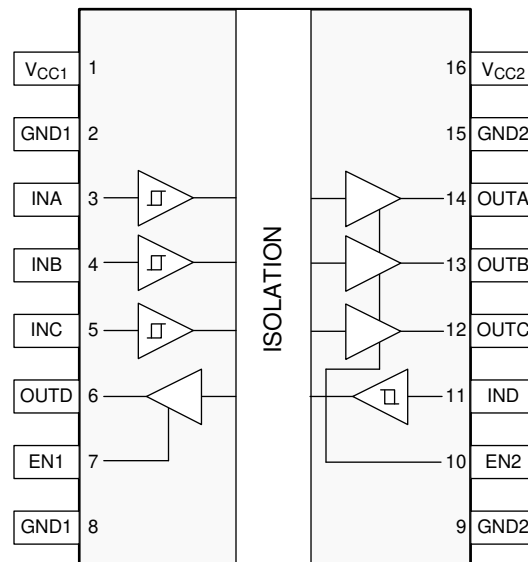 VCC1 1 16 VCC2
GND1 2 15 GND2
INA 3 14 OUTA
INB 4 13 OUTB
INC 5 12 OUTC
OUTD 6 11 IND
EN1 7 10 EN2
GND1 8 9 GND2
ISOLATION